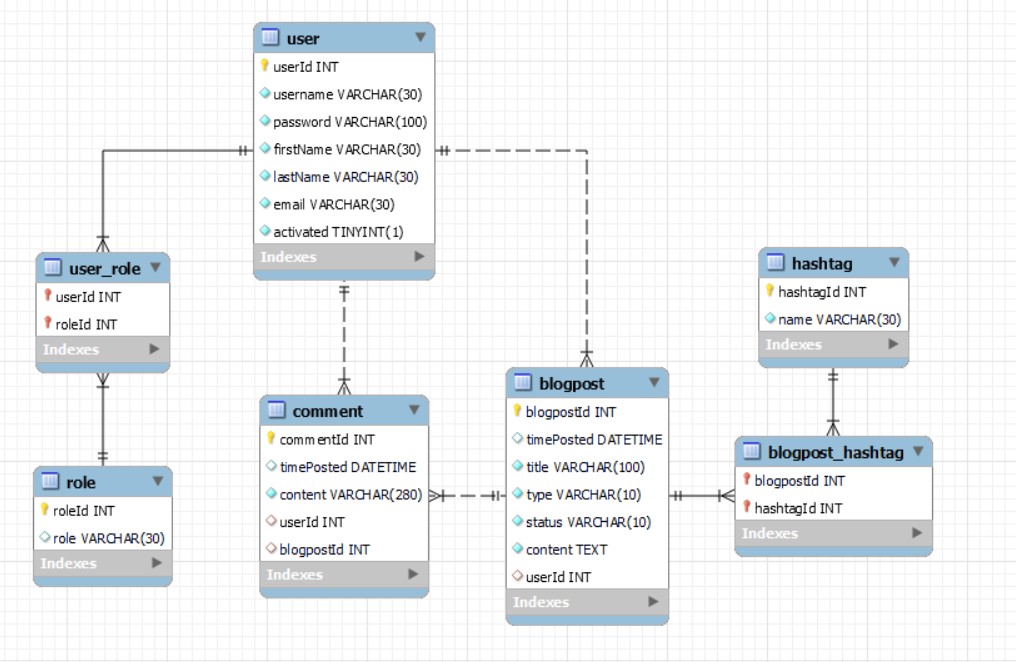 user
userId INT
username VARCHAR(30)
password VARCHAR(100)
firstName VARCHAR(30)
lastName VARCHAR(30)
email VARCHAR(30)
activated TINYINT(1)
Indexes
user_role
userId INT
roleId INT
Indexes
role
roleId INT
role VARCHAR(30)
Indexes
comment
commentId INT
timePosted DATETIME
content VARCHAR(280)
userId INT
blogpostId INT
Indexes
blogpost
blogpostId INT
timePosted DATETIME
title VARCHAR(100)
type VARCHAR(10)
status VARCHAR(10)
content TEXT
userId INT
Indexes
hashtag
hashtagId INT
name VARCHAR(30)
Indexes
blogpost_hashtag
blogpostId INT
hashtagId INT
Indexes